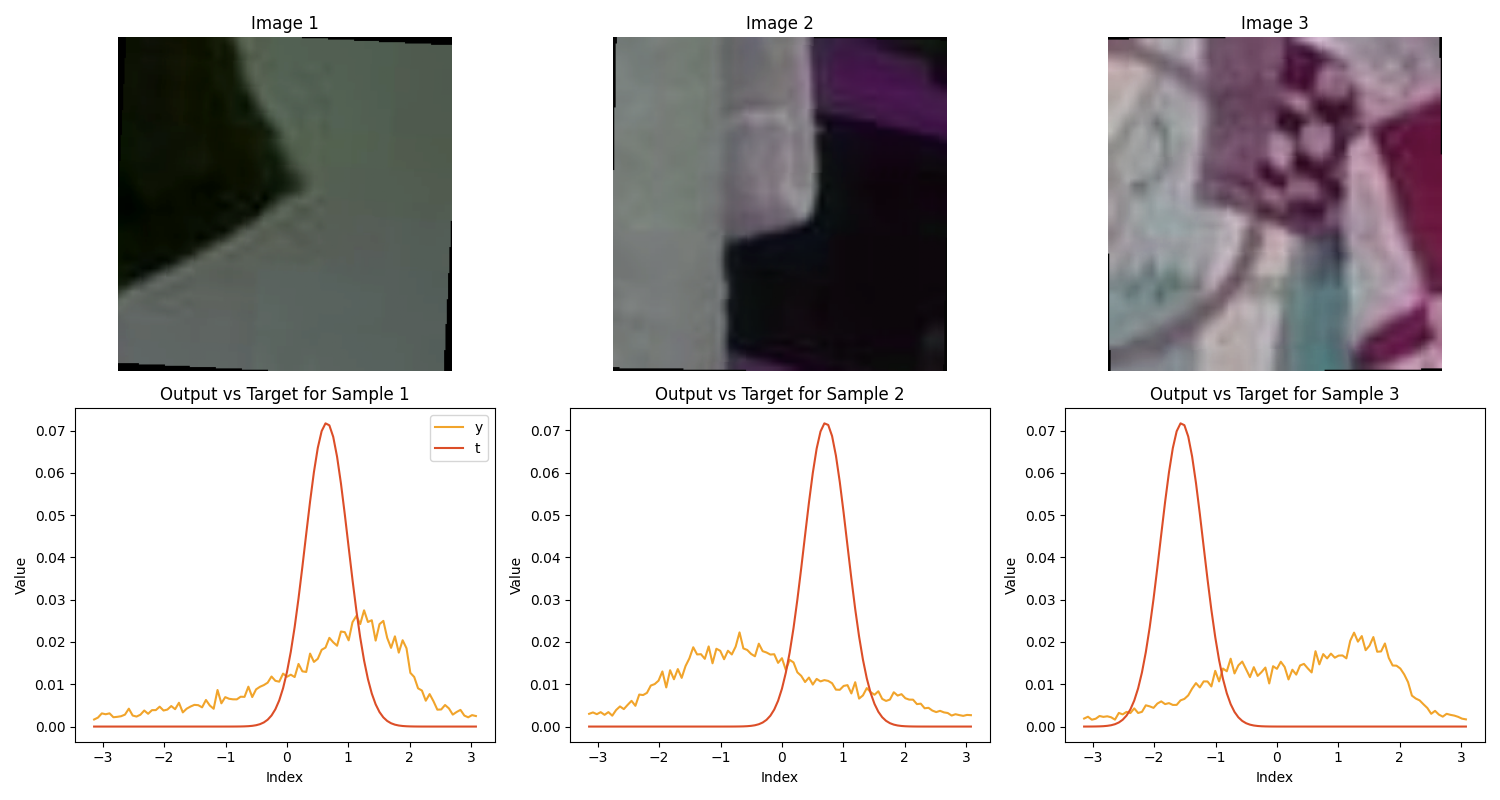 Image 1
Image 2
Image 3
Output vs Target for Sample 1
Output vs Target for Sample 2
Output vs Target for Sample 3
y
t
Value
0.07
0.06
0.05
0.04
0.03
0.02
0.01
0.00
−3 −2 −1 0 1 2 3
Index
Value
0.07
0.06
0.05
0.04
0.03
0.02
0.01
0.00
−3 −2 −1 0 1 2 3
Index
Value
0.07
0.06
0.05
0.04
0.03
0.02
0.01
0.00
−3 −2 −1 0 1 2 3
Index